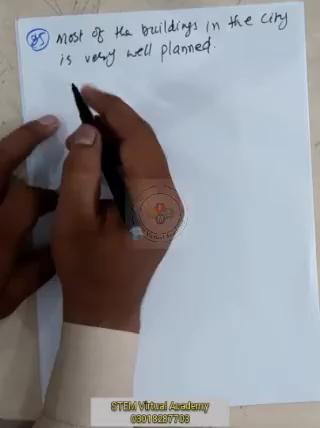 85 Most of the buildings in the city
is very well planned.
STEM Virtual Academy
03018287703